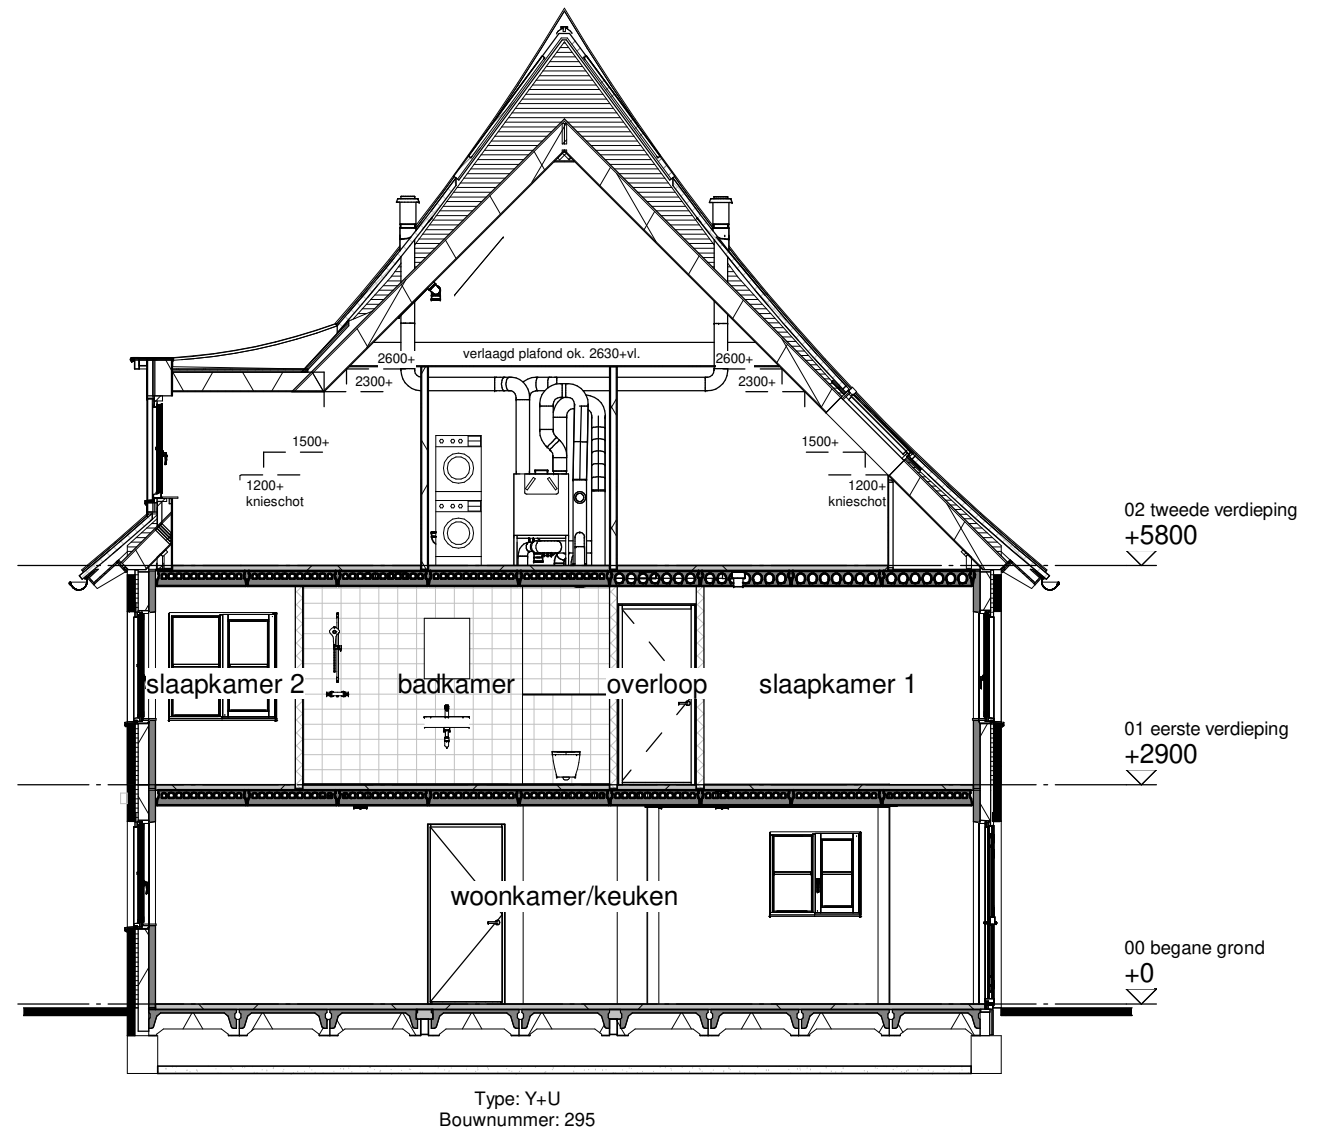 verlaagd plafond ok. 2630+vl.
2600+
2600+
2300+
2300+
1500+
1500+
1200+
knieschot
1200+
knieschot
02 tweede verdieping
+5800
slaapkamer 2
badkamer
overloop
slaapkamer 1
01 eerste verdieping
+2900
woonkamer/keuken
00 begane grond
+0
Type: Y+U
Bouwnummer: 295